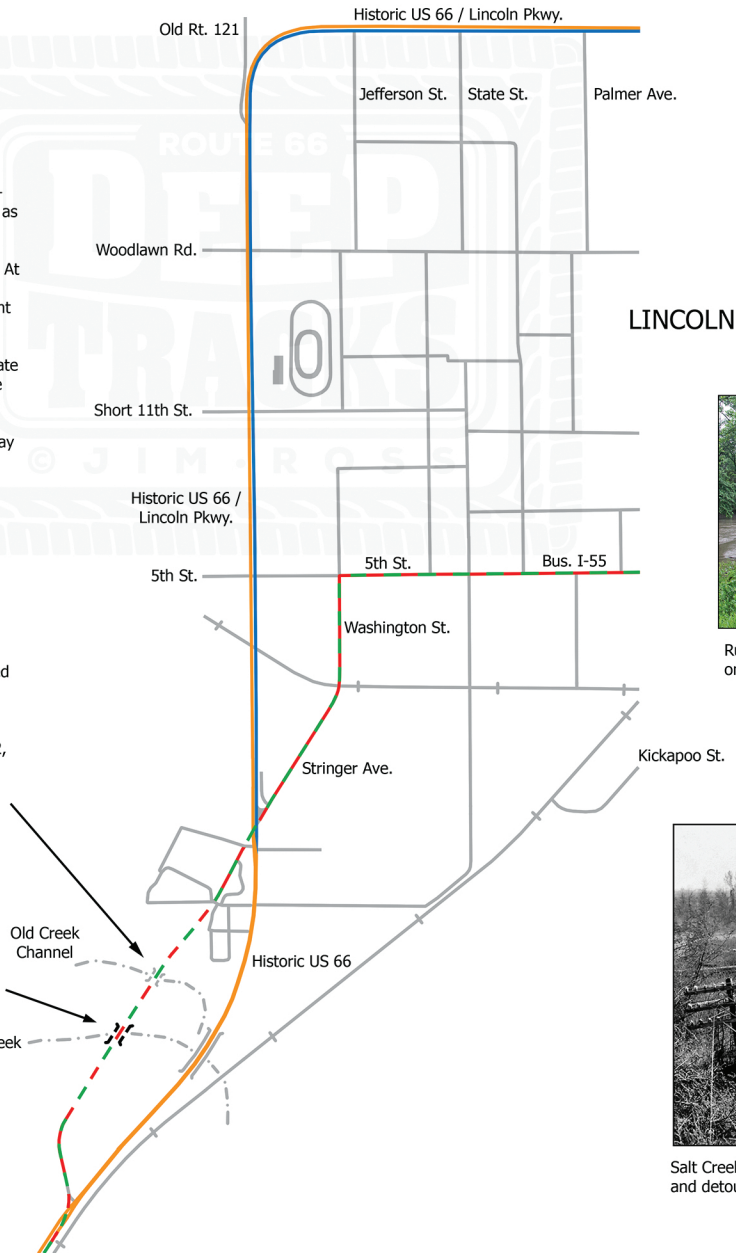 Historic US 66 / Lincoln Pkwy.
Old Rt. 121
Jefferson St.
State St.
Palmer Ave.
ROUTE 66
DEEP
TRACKS
© JIM ROSS
as
Woodlawn Rd.
At
LINCOLN
Short 11th St.
Historic US 66 /
Lincoln Pkwy.
5th St.
5th St.
Bus. I-55
Washington St.
Stringer Ave.
Kickapoo St.
Old Creek
Channel
Historic US 66
Salt Creek
and